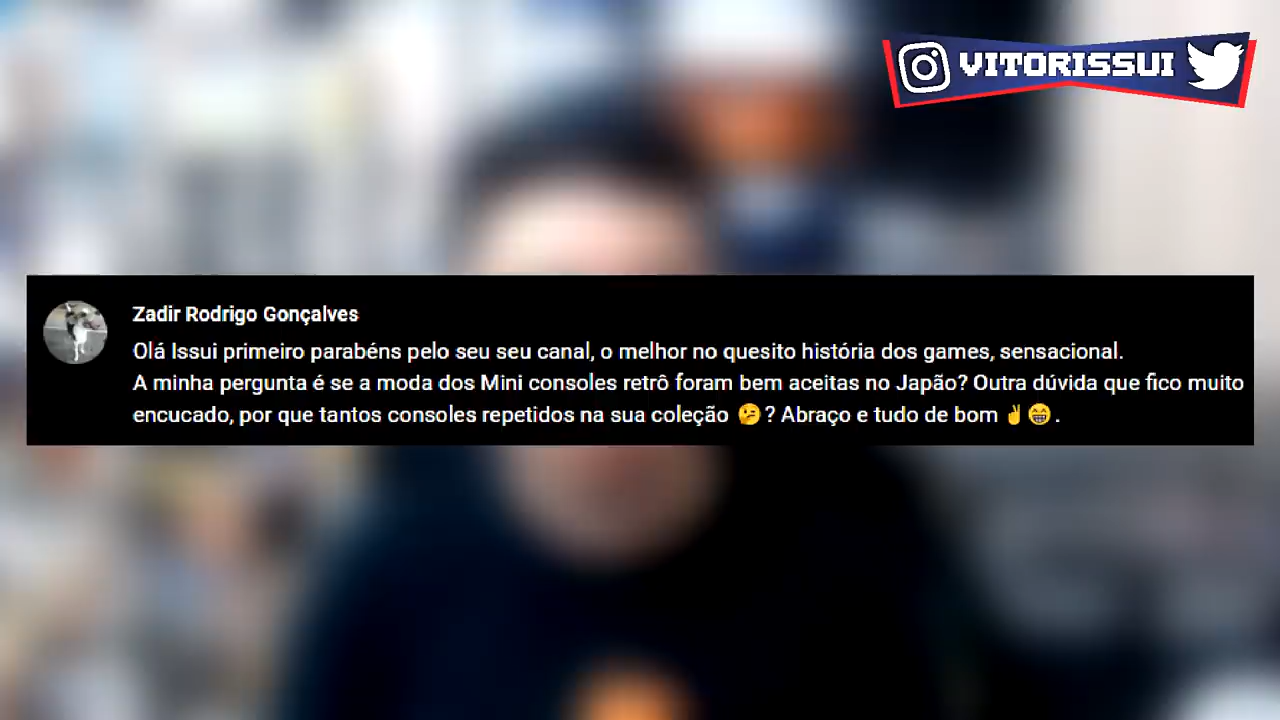 VITORISSUI
Zadir Rodrigo Gonçalves
Olá Issui primeiro parabéns pelo seu seu canal, o melhor no quesito história dos games, sensacional.
A minha pergunta é se a moda dos Mini consoles retrô foram bem aceitas no Japão? Outra dúvida que fico muito
encucado, por que tantos consoles repetidos na sua coleção 🤔? Abraço e tudo de bom ✌😁.